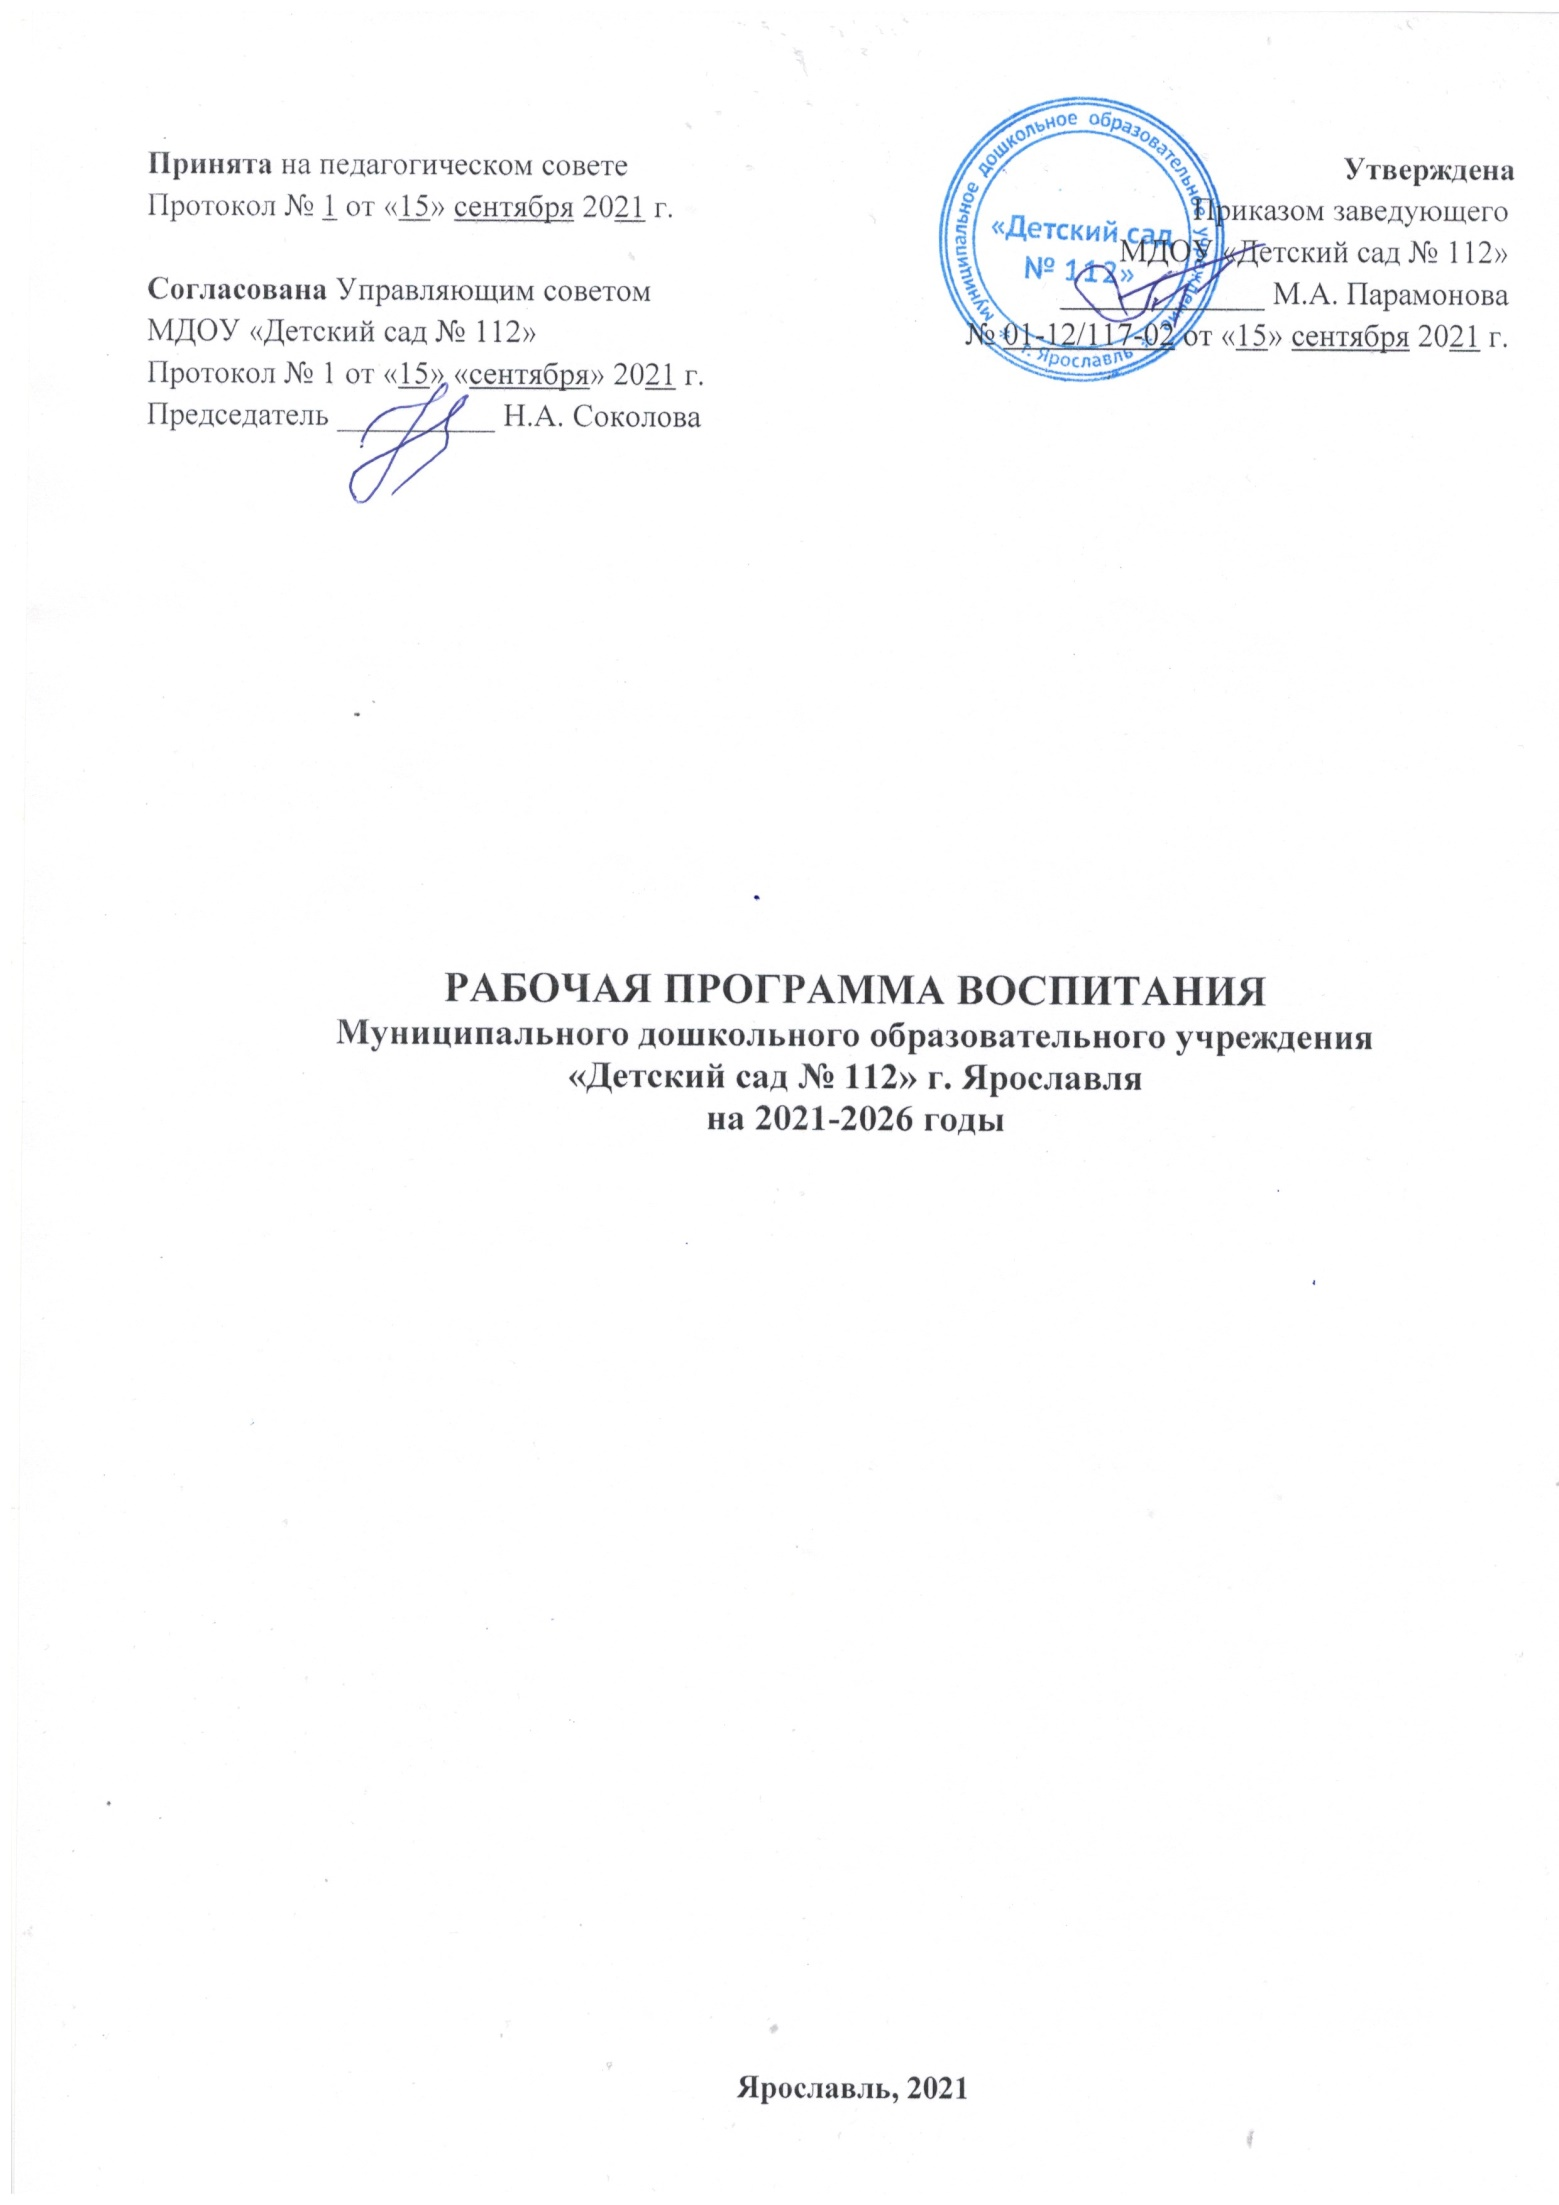 Принята на педагогическом совете
Протокол № 1 от «15» сентября 2021 г.
Согласована Управляющим советом
МДОУ «Детский сад № 112»
Протокол № 1 от «15» «сентября» 2021 г.
Председатель __________ Н.А. Соколова
Утверждена
Приказом заведующего
МДОУ «Детский сад № 112»
_____________ М.А. Парамонова
№ 01-12/117-02 от «15» сентября 2021 г.
муниципальное дошкольное образовательное учреждение
* г. Ярославль *
«Детский сад
№ 112»
РАБОЧАЯ ПРОГРАММА ВОСПИТАНИЯ
Муниципального дошкольного образовательного учреждения
«Детский сад № 112» г. Ярославля
на 2021-2026 годы
Ярославль, 2021